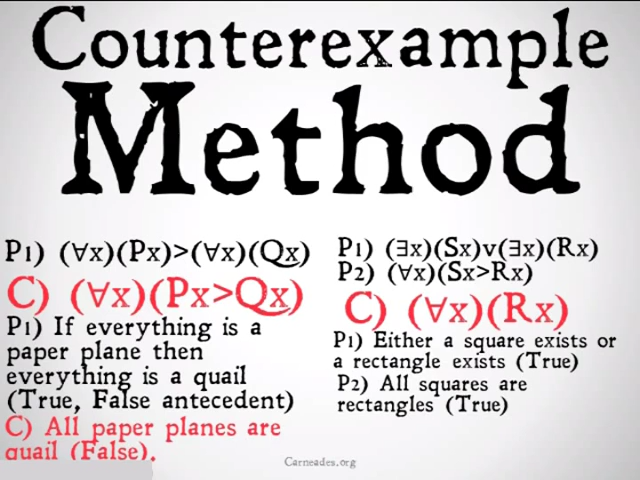 Counterexample
Method
P1) (∀x)(Px)>(∀x)(Qx)
C) (∀x)(Px>Qx)
P1) If everything is a
paper plane then
everything is a quail
(True, False antecedent)
C) All paper planes are
quail (False).
P1) (∃x)(Sx)v(∃x)(Rx)
P2) (∀x)(Sx>Rx)
C) (∀x)(Rx)
P1) Either a square exists or
a rectangle exists (True)
P2) All squares are
rectangles (True)
Carneades.org